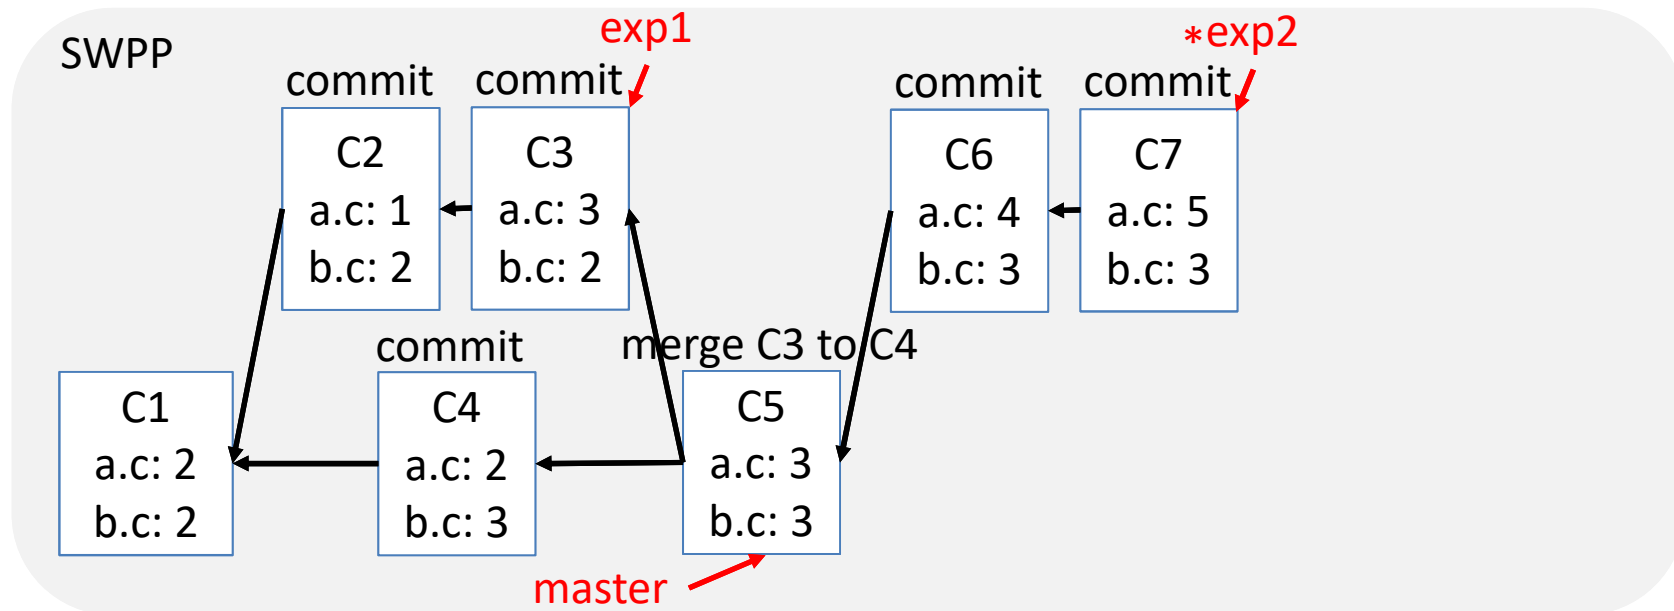 SWPP
exp1
∗exp2
commit
commit
commit
commit
C2
a.c: 1
b.c: 2
C3
a.c: 3
b.c: 2
C6
a.c: 4
b.c: 3
C7
a.c: 5
b.c: 3
commit
merge C3 to C4
C1
a.c: 2
b.c: 2
C4
a.c: 2
b.c: 3
C5
a.c: 3
b.c: 3
master